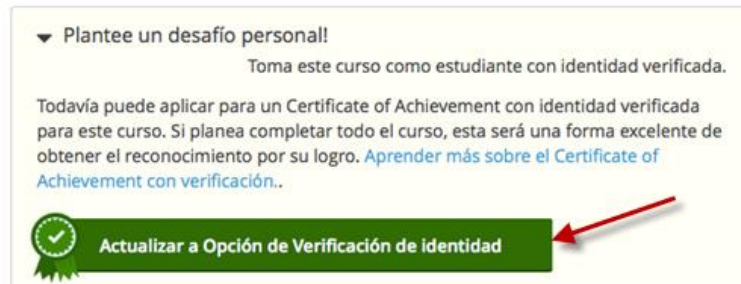 Plantee un desafío personal!
Toma este curso como estudiante con identidad verificada.
Todavía puede aplicar para un Certificate of Achievement con identidad verificada
para este curso. Si planea completar todo el curso, esta será una forma excelente de
obtener el reconocimiento por su logro. Aprender más sobre el Certificate of
Achievement con verificación..
Actualizar a Opción de Verificación de identidad